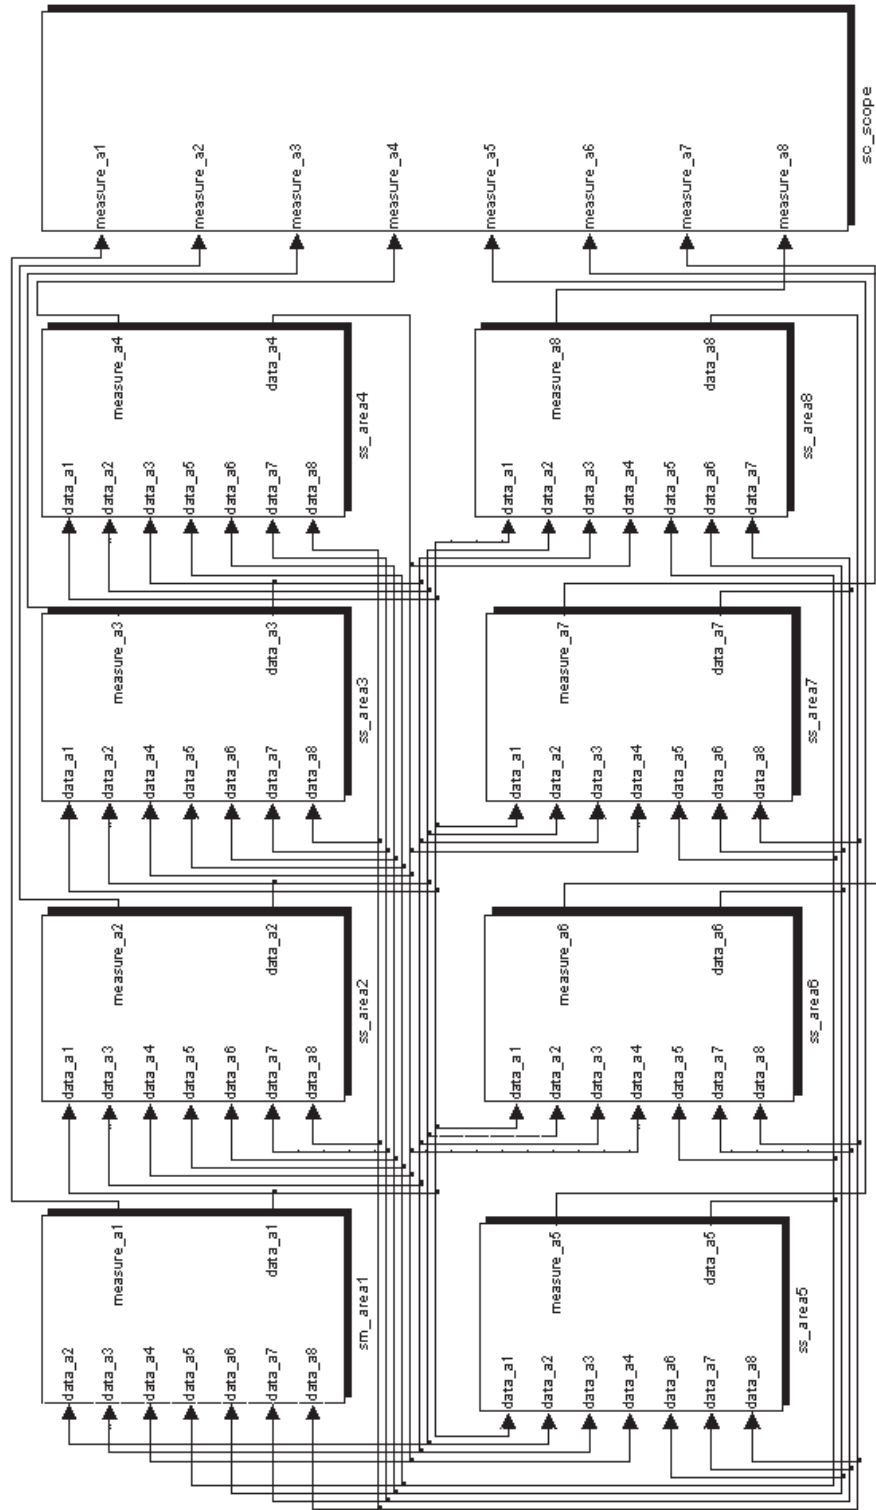 measure_a1
measure_a2
measure_a3
measure_a4
measure_a5
measure_a6
measure_a7
measure_a8
sc_scope
data_a1
data_a2
data_a3
data_a5
data_a6
data_a7
data_a8
measure_a4
data_a4
ss_area4
data_a1
data_a2
data_a3
data_a4
data_a5
data_a6
data_a7
measure_a8
data_a8
ss_area8
data_a1
data_a2
data_a4
data_a5
data_a6
data_a7
data_a8
measure_a3
data_a3
ss_area3
data_a1
data_a2
data_a3
data_a4
data_a5
data_a6
data_a8
measure_a7
data_a7
ss_area7
data_a1
data_a3
data_a4
data_a5
data_a6
data_a7
data_a8
measure_a2
data_a2
ss_area2
data_a1
data_a2
data_a3
data_a4
data_a5
data_a7
data_a8
measure_a6
data_a6
ss_area6
data_a2
data_a3
data_a4
data_a5
data_a6
data_a7
data_a8
measure_a1
data_a1
sm_area1
data_a1
data_a2
data_a3
data_a4
data_a6
data_a7
data_a8
measure_a5
data_a5
ss_area5